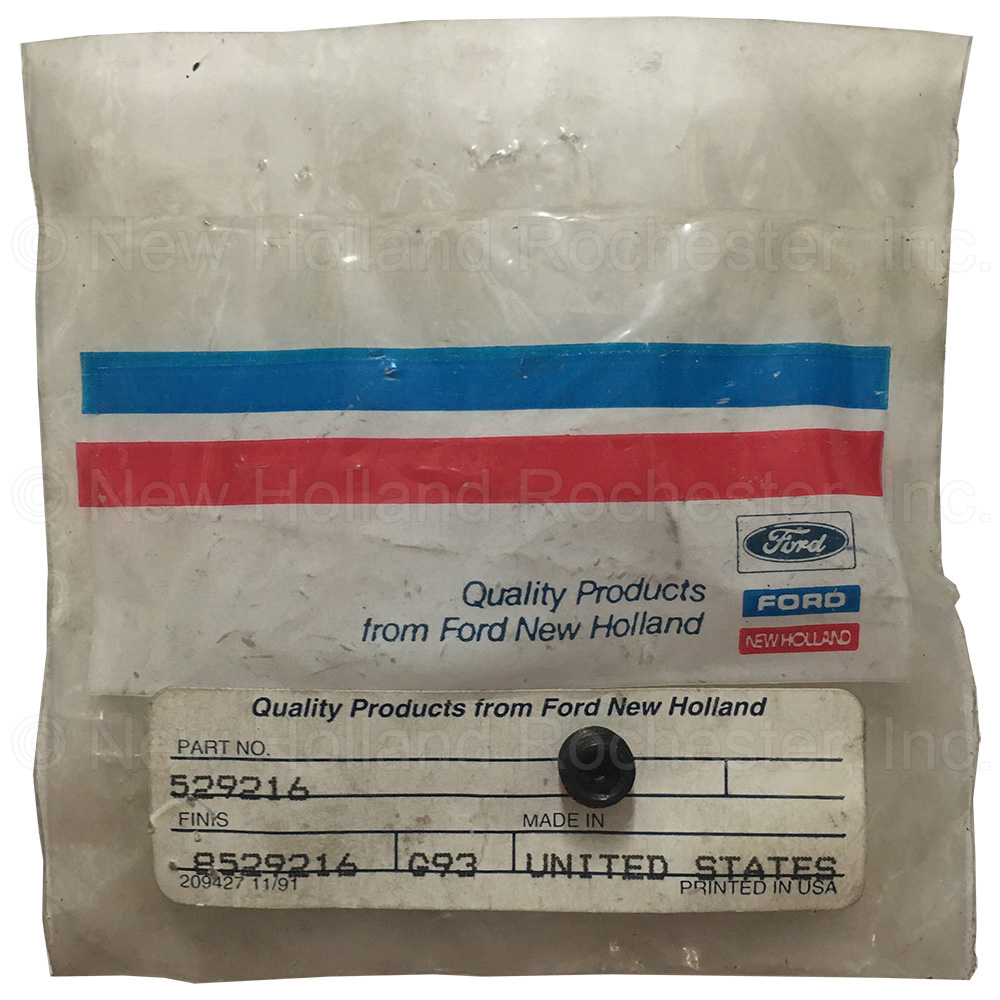 © New Holland Rochester, Inc.
© New Holland Rochester, Inc.
Ford
Quality Products
from Ford New Holland
FORD
NEW HOLLAND
Quality Products from Ford New Holland
© New Holland Rochester, Inc.
PART NO.
529216
FINIS
MADE IN
8529216 G93 UNITED STATES
209427 11/91
PRINTED IN USA